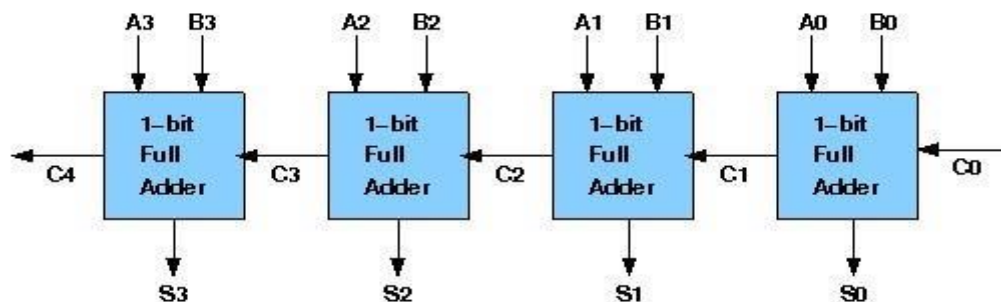 A3 B3 A2 B2 A1 B1 A0 B0
1-bit Full Adder
1-bit Full Adder
1-bit Full Adder
1-bit Full Adder
C4 C3 C2 C1 C0
S3 S2 S1 S0